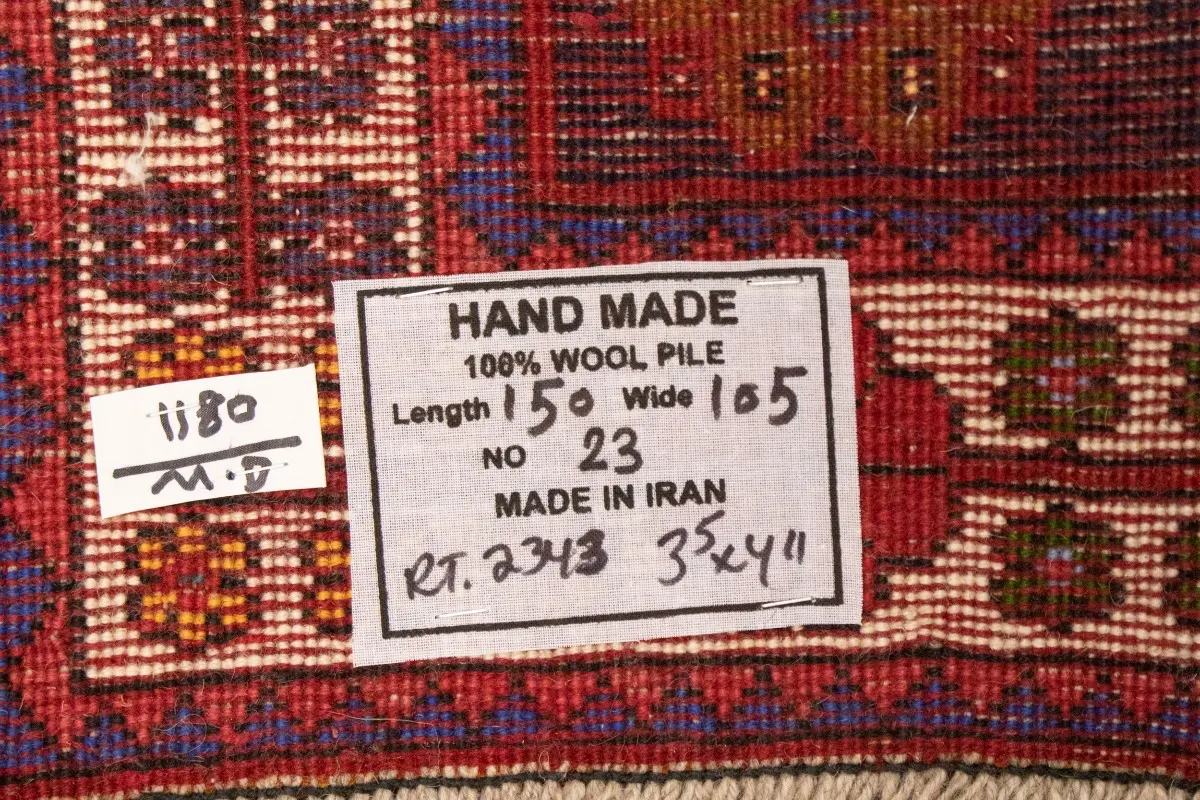 HAND MADE
100% WOOL PILE
Length 150 Wide 105
NO 23
MADE IN IRAN
RT. 2343 3⁵x4"
1180
M.D